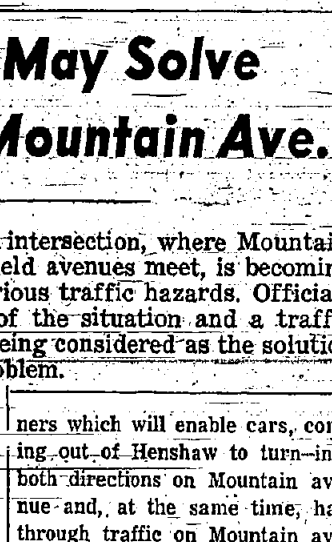 May Solve
Mountain Ave.
intersection, where Mountai
eld avenues meet, is becomin
rious traffic hazards. Officia
of the situation and a traff
eing considered as the solutio
blem.
ners which will enable cars, con
ing out of Henshaw to turn in
both directions on Mountain av
nue and, at the same time, ha
through traffic on Mountain av